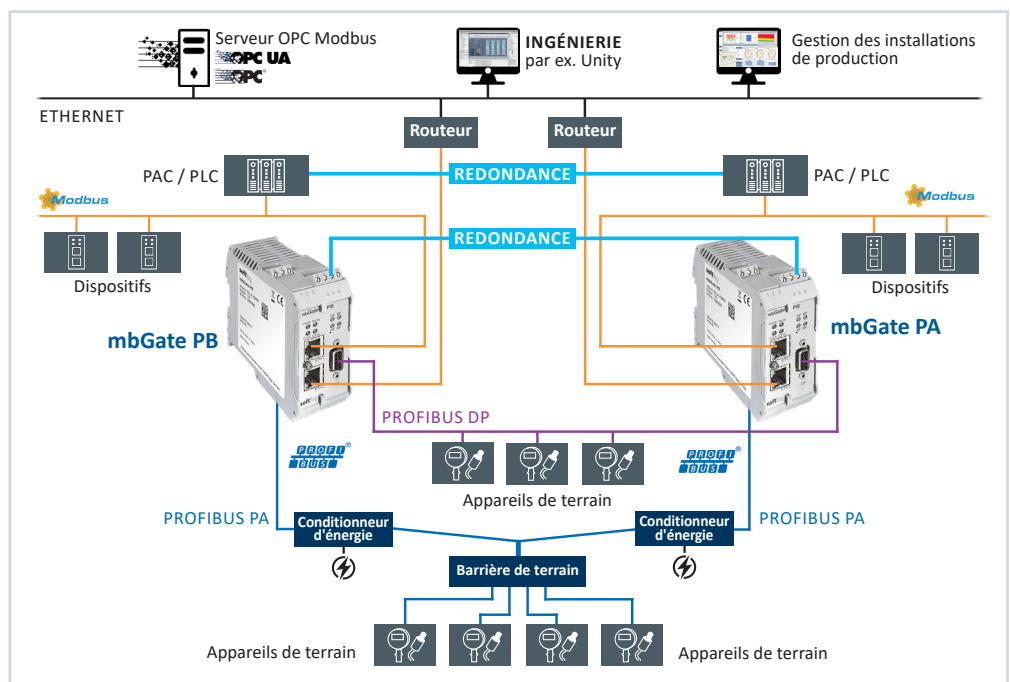 Serveur OPC Modbus
OPC UA
OPC
INGÉNIERIE
par ex. Unity
Gestion des installations
de production
ETHERNET
Routeur
Routeur
PAC / PLC
REDONDANCE
PAC / PLC
Modbus
Modbus
REDONDANCE
Dispositifs
Dispositifs
mbGate PB
mbGate PA
PB
PB
PROFIBUS DP
PROFI
BUS
PROFI
BUS
Appareils de terrain
PROFIBUS PA
Conditionneur
d'énergie
Conditionneur
d'énergie
PROFIBUS PA
Barrière de terrain
Appareils de terrain
Appareils de terrain